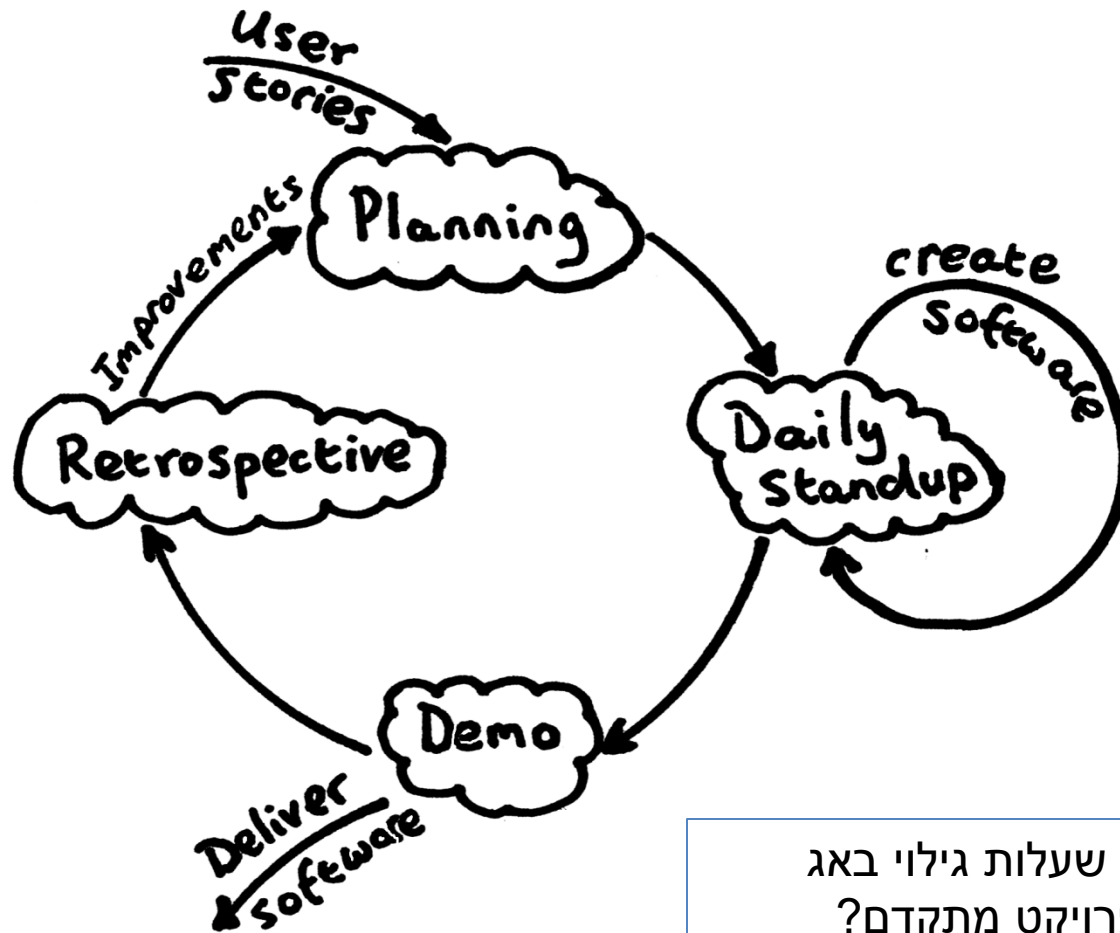 User
Stories
Planning
Improvements
create
software
Daily
standup
Retrospective
Demo
Deliver
software
שעלות גילוי באג
רויקט מתקדם?